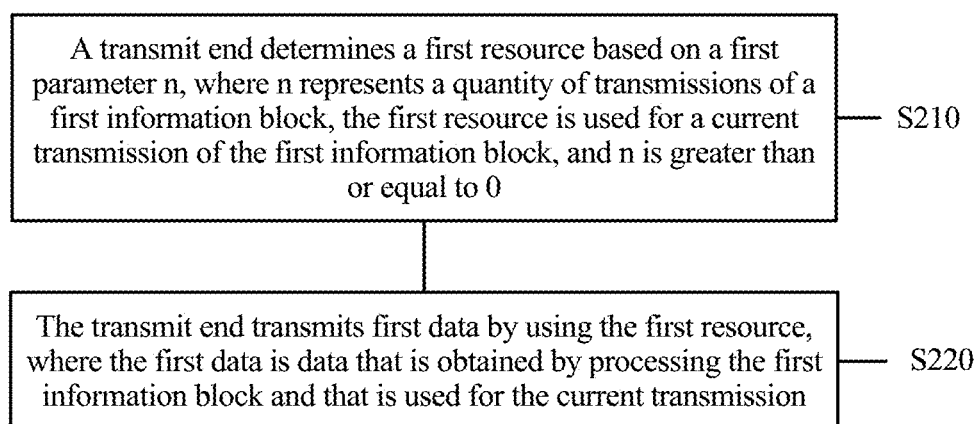 A transmit end determines a first resource based on a first
parameter n, where n represents a quantity of transmissions of a
first information block, the first resource is used for a current
transmission of the first information block, and n is greater than
or equal to 0
S210
The transmit end transmits first data by using the first resource,
where the first data is data that is obtained by processing the first
information block and that is used for the current transmission
S220